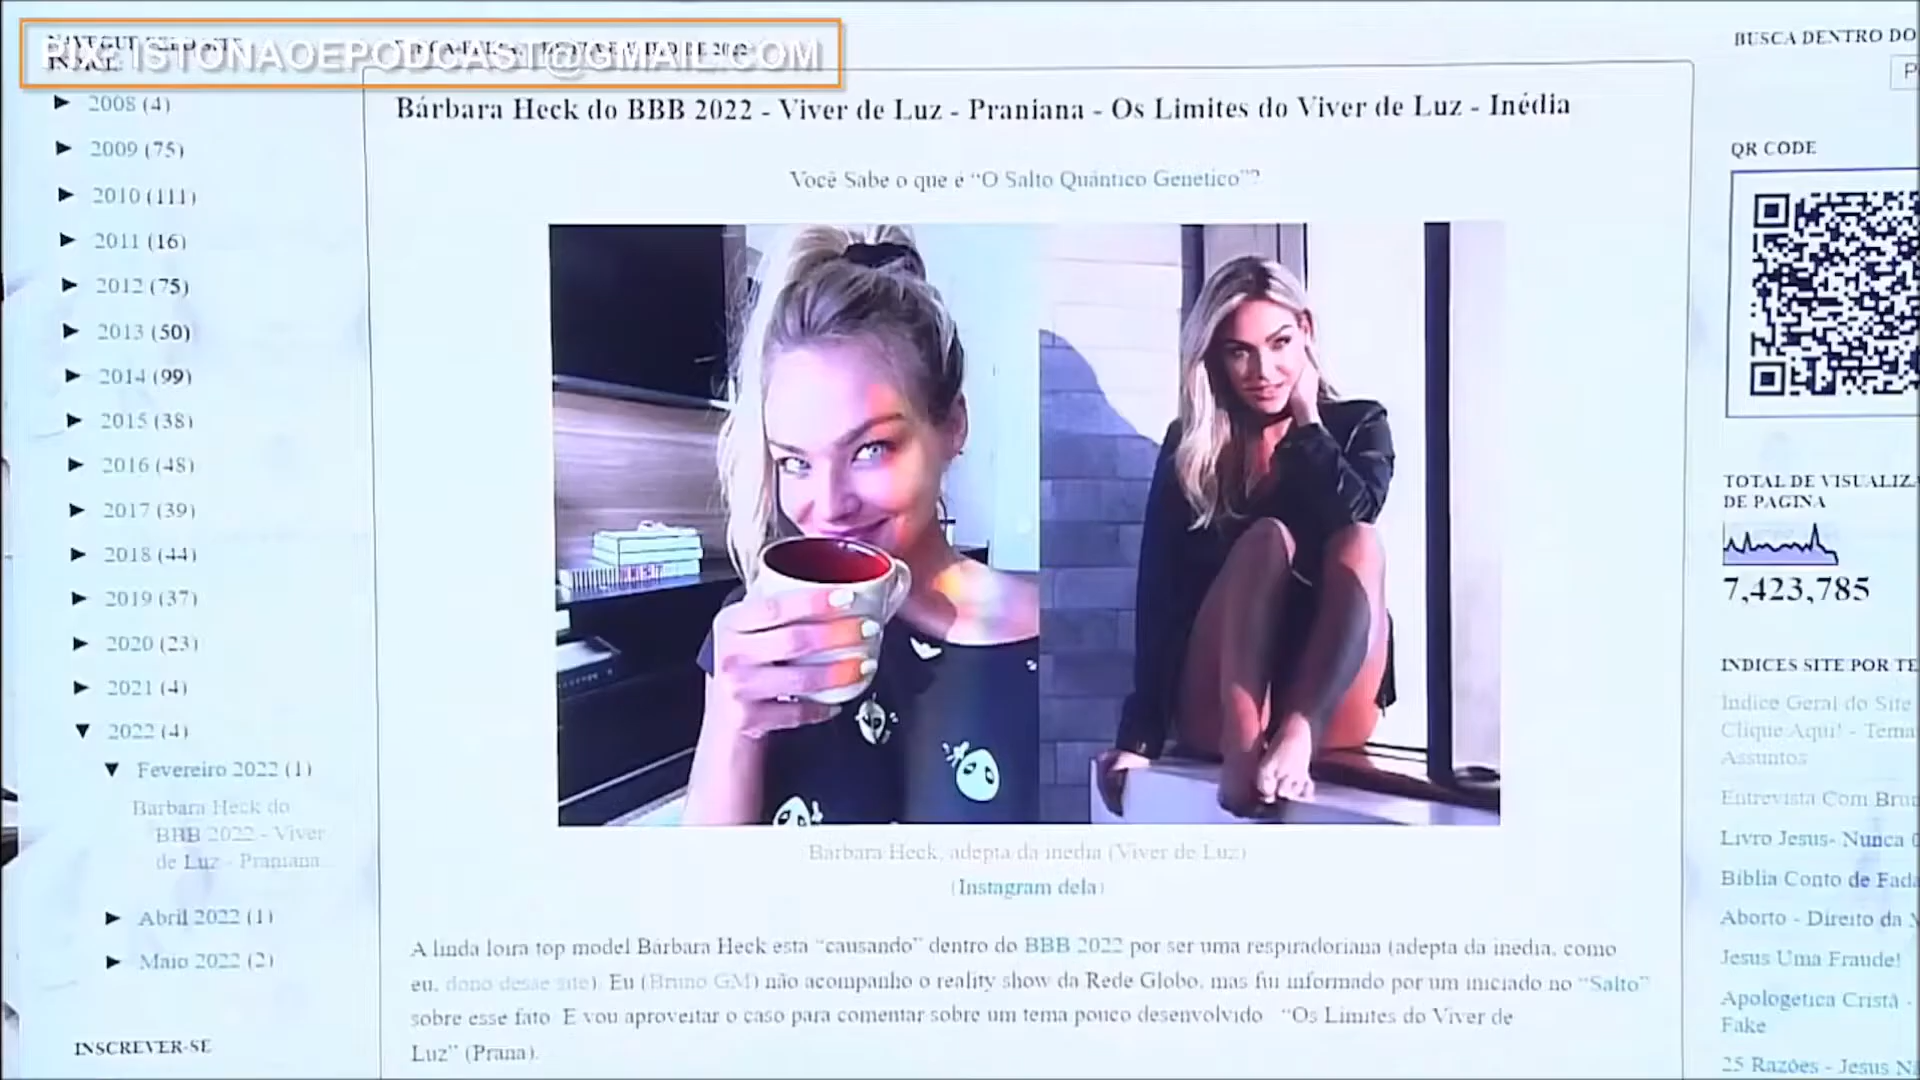 PIX: ISTONAOEPODCAST@GMAIL.COM
BUSCA DENTRO DO
P
2008 (4)
2009 (75)
2010 (111)
2011 (16)
2012 (75)
2013 (50)
2014 (99)
2015 (38)
2016 (48)
2017 (39)
2018 (44)
2019 (37)
2020 (23)
2021 (4)
2022 (4)
Fevereiro 2022 (1)
Barbara Heck do
BBB 2022 - Viver
de Luz - Praniana...
Abril 2022 (1)
Maio 2022 (2)
INSCREVER-SE
Bárbara Heck do BBB 2022 - Viver de Luz - Praniana - Os Limites do Viver de Luz - Inédia
Você Sabe o que é “O Salto Quântico Genético”?
Bárbara Heck, adepta da inédia (Viver de Luz)
(Instagram dela)
A linda loira top model Bárbara Heck está “causando” dentro do BBB 2022 por ser uma respiradoriana (adepta da inédia, como
eu, dono desse site). Eu (Bruno GM) não acompanho o reality show da Rede Globo, mas fui informado por um iniciado no “Salto”
sobre esse fato. E vou aproveitar o caso para comentar sobre um tema pouco desenvolvido “Os Limites do Viver de
Luz” (Prana).
QR CODE
TOTAL DE VISUALIZ
DE PÁGINA
7,423,785
INDICES SITE POR TE
Indice Geral do Site
Clique Aqui! - Tema
Assuntos
Entrevista Com Brun
Livro Jesus- Nunca
Bíblia Conto de Fada
Aborto - Direito da
Jesus Uma Fraude!
Apologetica Cristã -
Fake
25 Razões - Jesus N